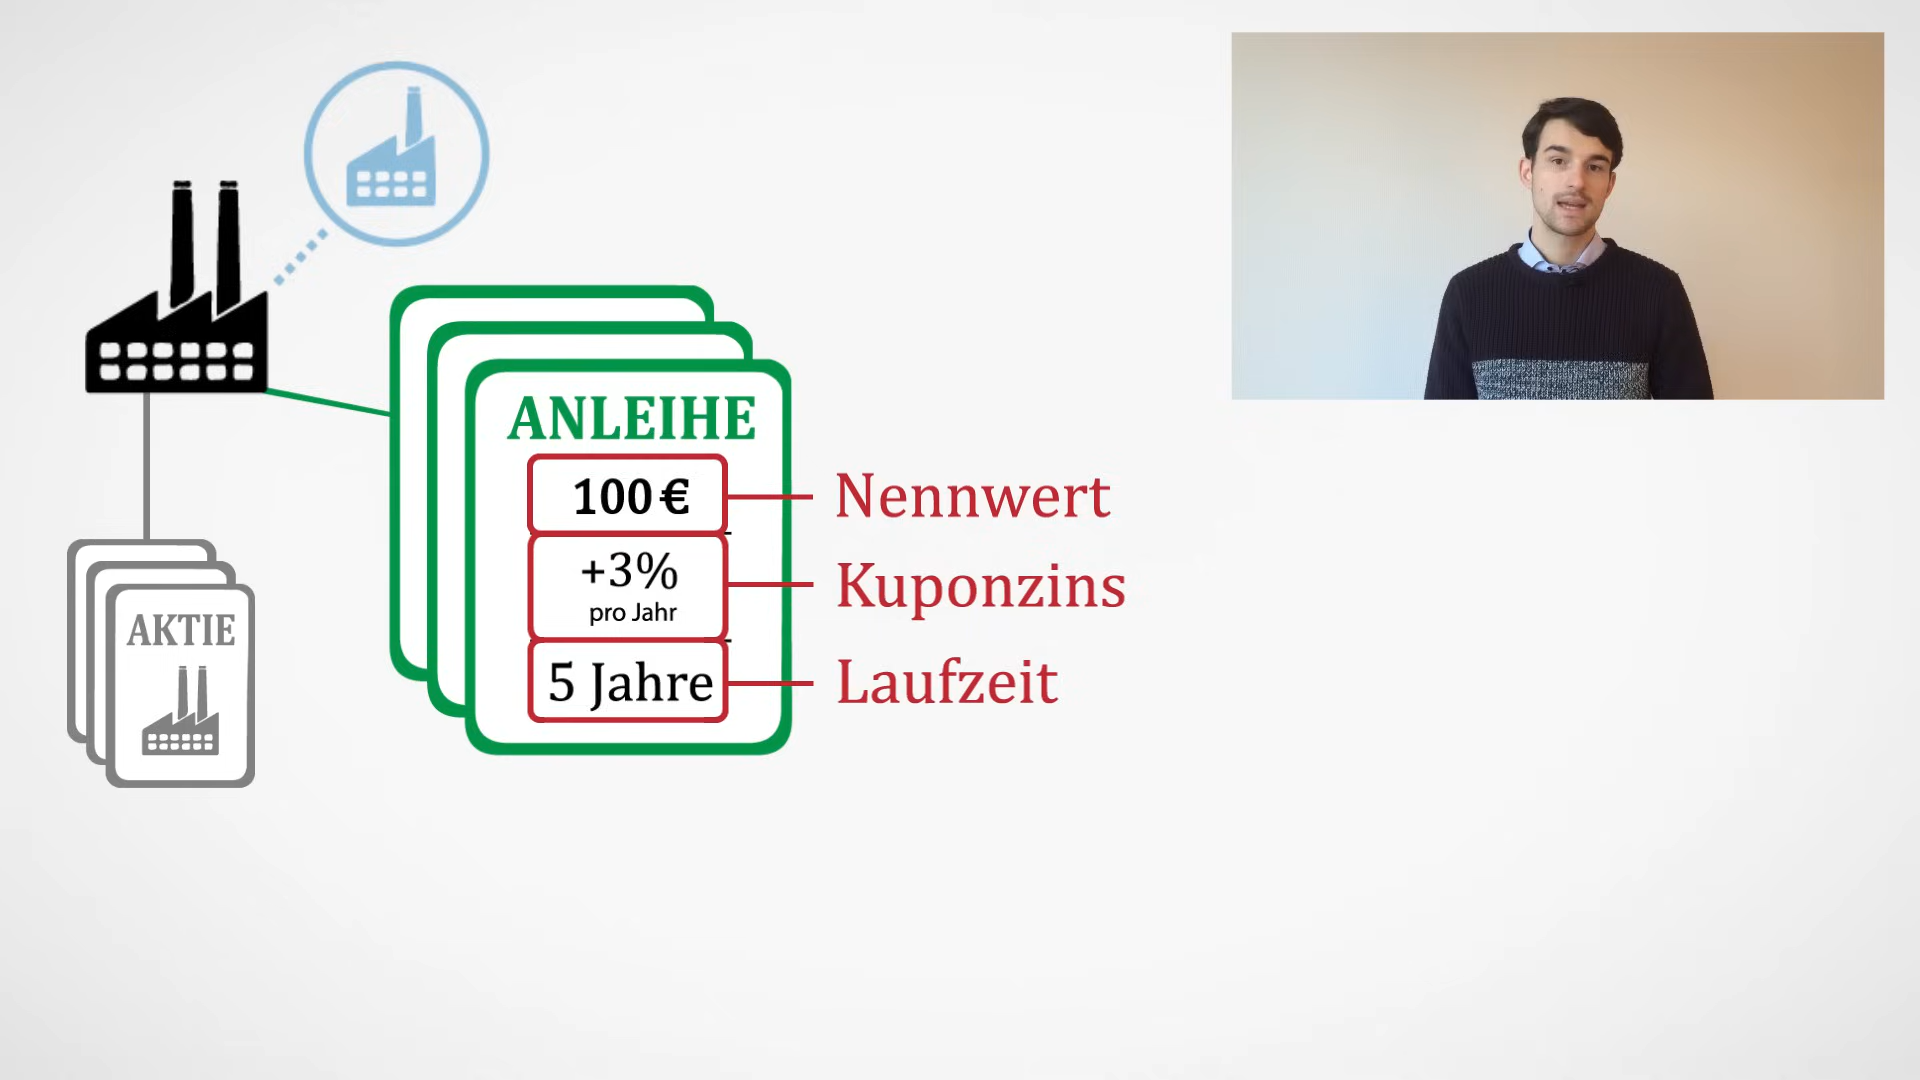 ANLEIHE
100 €
Nennwert
+3%
pro Jahr
Kuponzins
5 Jahre
Laufzeit
AKTIE